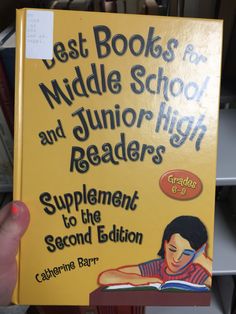 Best Books for
Middle School
and Junior High
Readers
Grades
6-9
Supplement
to the
Second Edition
Catherine Barr